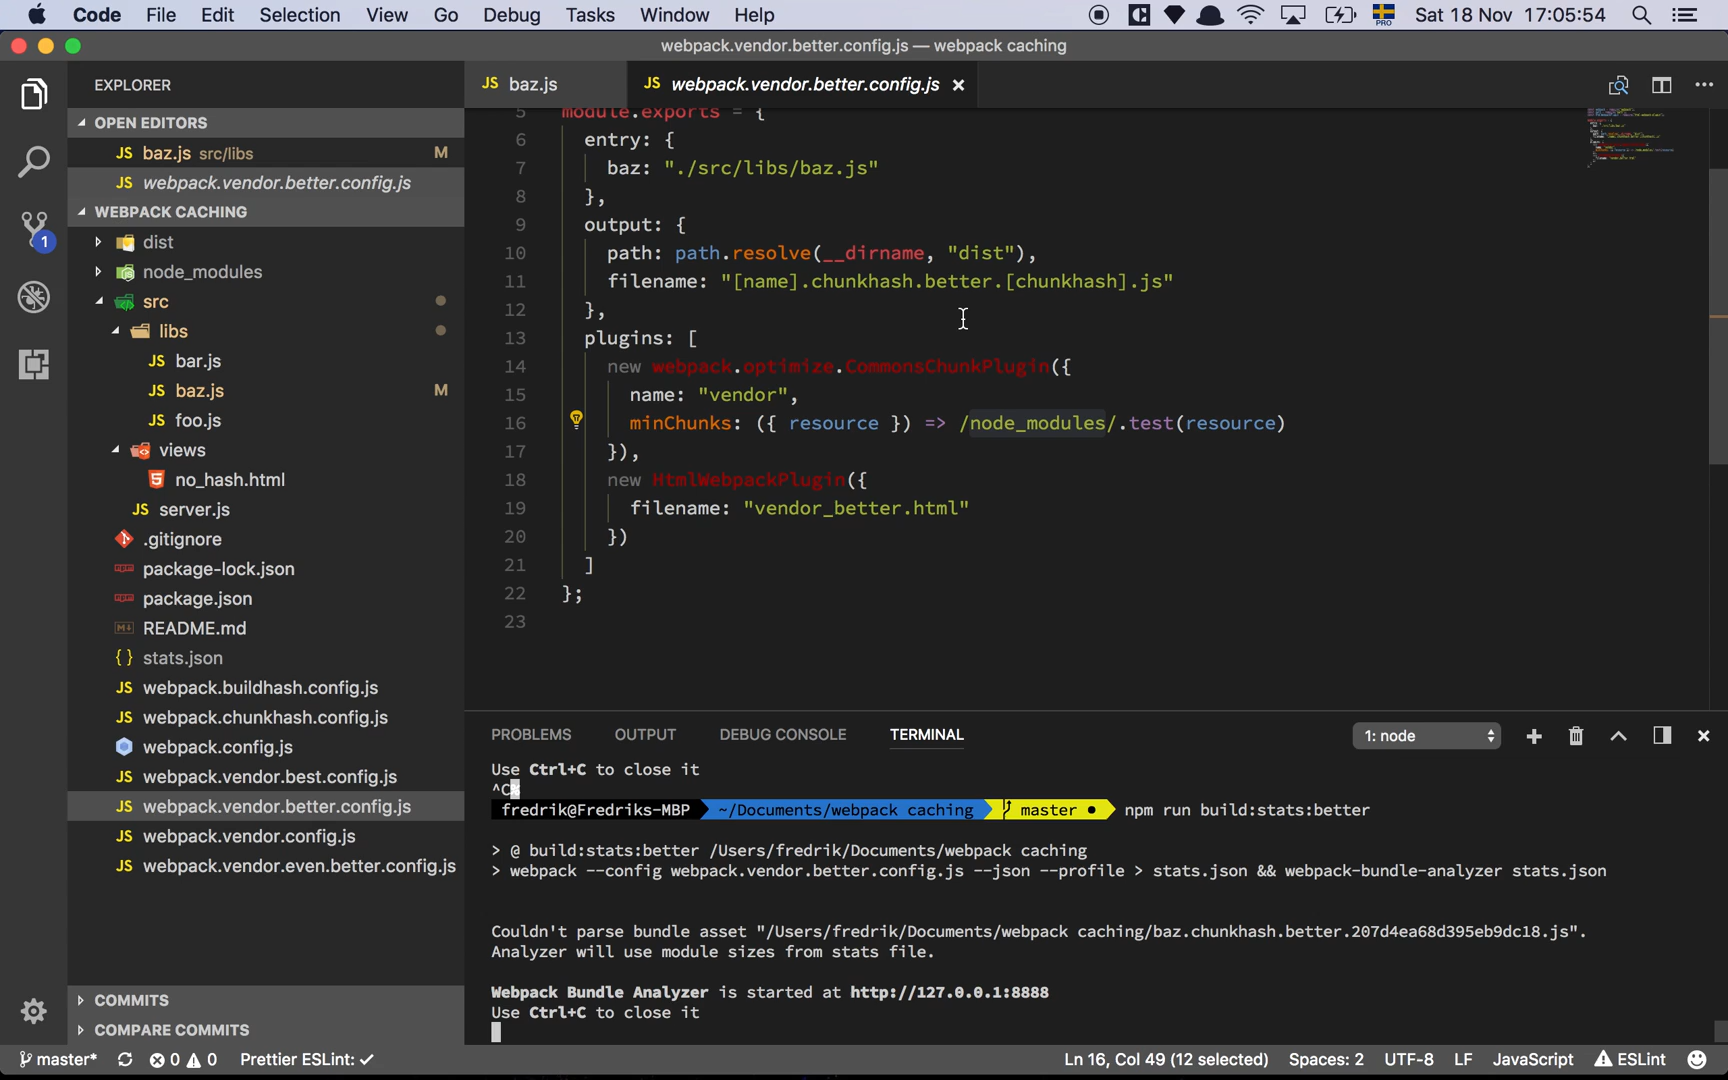 Code File Edit Selection View Go Debug Tasks Window Help PRO Sat 18 Nov 17:05:54
webpack.vendor.better.config.js — webpack caching
EXPLORER
OPEN EDITORS
JS baz.js src/libs M
JS webpack.vendor.better.config.js
WEBPACK CACHING
dist
node_modules
src
libs
JS bar.js
JS baz.js M
JS foo.js
views
5 no_hash.html
JS server.js
.gitignore
package-lock.json
package.json
README.md
{} stats.json
JS webpack.buildhash.config.js
JS webpack.chunkhash.config.js
webpack.config.js
JS webpack.vendor.best.config.js
JS webpack.vendor.better.config.js
JS webpack.vendor.config.js
JS webpack.vendor.even.better.config.js
COMMITS
COMPARE COMMITS
1
JS baz.js JS webpack.vendor.better.config.js
5 module.exports = {
6 entry: {
7 baz: "./src/libs/baz.js"
8 },
9 output: {
10 path: path.resolve(__dirname, "dist"),
11 filename: "[name].chunkhash.better.[chunkhash].js"
12 },
13 plugins: [
14 new webpack.optimize.CommonsChunkPlugin({
15 name: "vendor",
16 minChunks: ({ resource }) => /node_modules/.test(resource)
17 }),
18 new HtmlWebpackPlugin({
19 filename: "vendor_better.html"
20 })
21 ]
22 };
23
PROBLEMS OUTPUT DEBUG CONSOLE TERMINAL 1: node
Use Ctrl+C to close it
^C%
fredrik@Fredriks-MBP ~/Documents/webpack caching master ● npm run build:stats:better
> @ build:stats:better /Users/fredrik/Documents/webpack caching
> webpack --config webpack.vendor.better.config.js --json --profile > stats.json && webpack-bundle-analyzer stats.json
Couldn't parse bundle asset "/Users/fredrik/Documents/webpack caching/baz.chunkhash.better.207d4ea68d395eb9dc18.js".
Analyzer will use module sizes from stats file.
Webpack Bundle Analyzer is started at http://127.0.0.1:8888
Use Ctrl+C to close it
master* 0 0 Prettier ESLint: ✓ Ln 16, Col 49 (12 selected) Spaces: 2 UTF-8 LF JavaScript ESLint